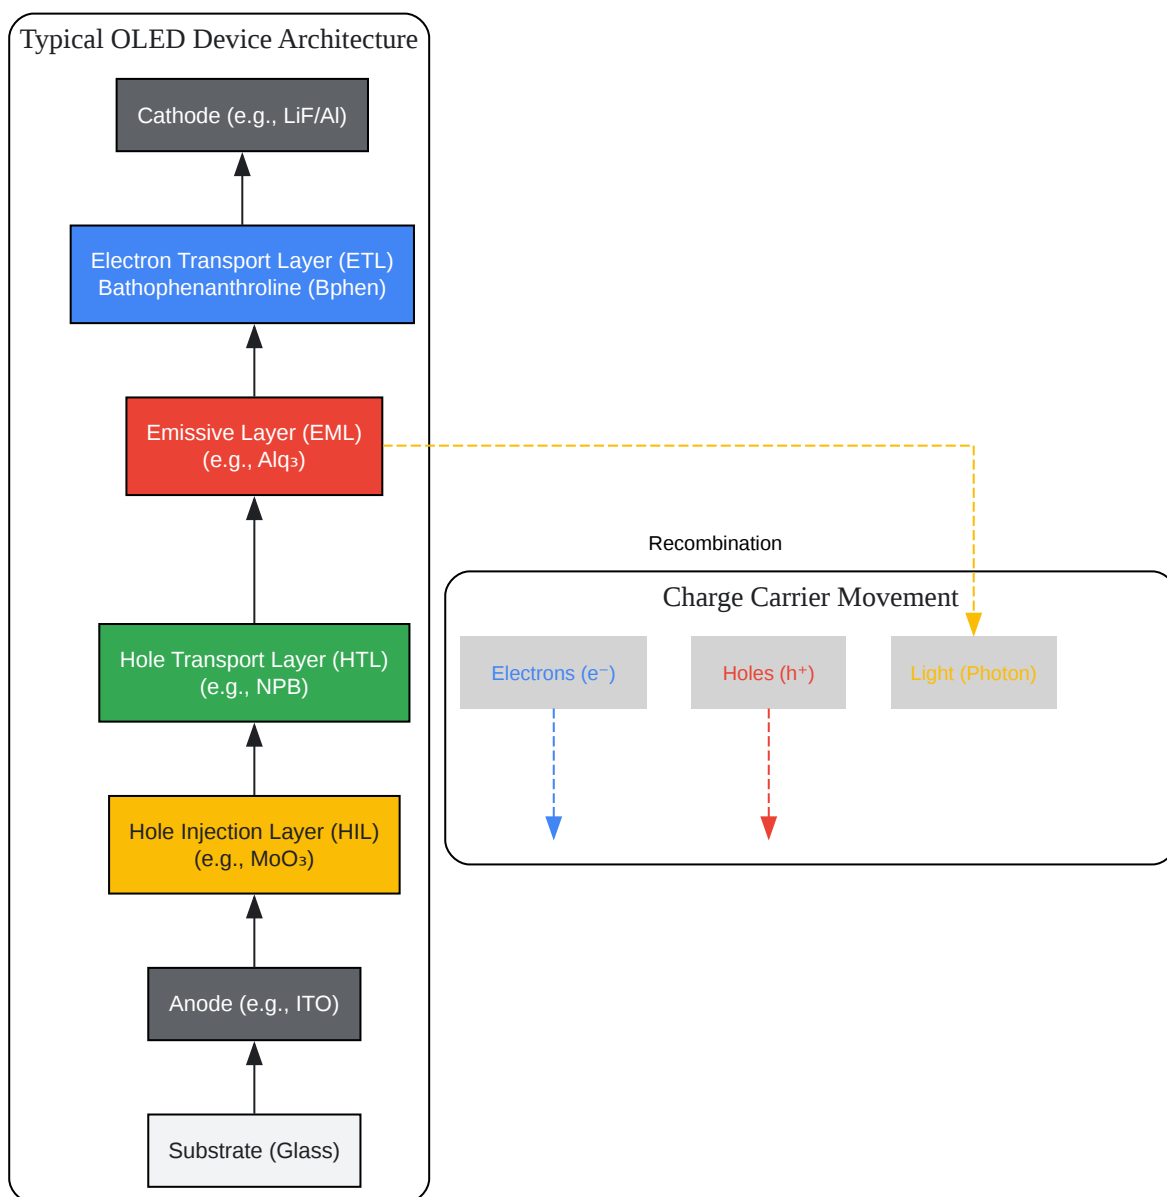 Typical OLED Device Architecture
Cathode (e.g., LiF/Al)
Electron Transport Layer (ETL)
Bathophenanthroline (Bphen)
Emissive Layer (EML)
(e.g., Alq₃)
Hole Transport Layer (HTL)
(e.g., NPB)
Hole Injection Layer (HIL)
(e.g., MoO₃)
Anode (e.g., ITO)
Substrate (Glass)
Recombination
Charge Carrier Movement
Electrons (e⁻)
Holes (h⁺)
Light (Photon)